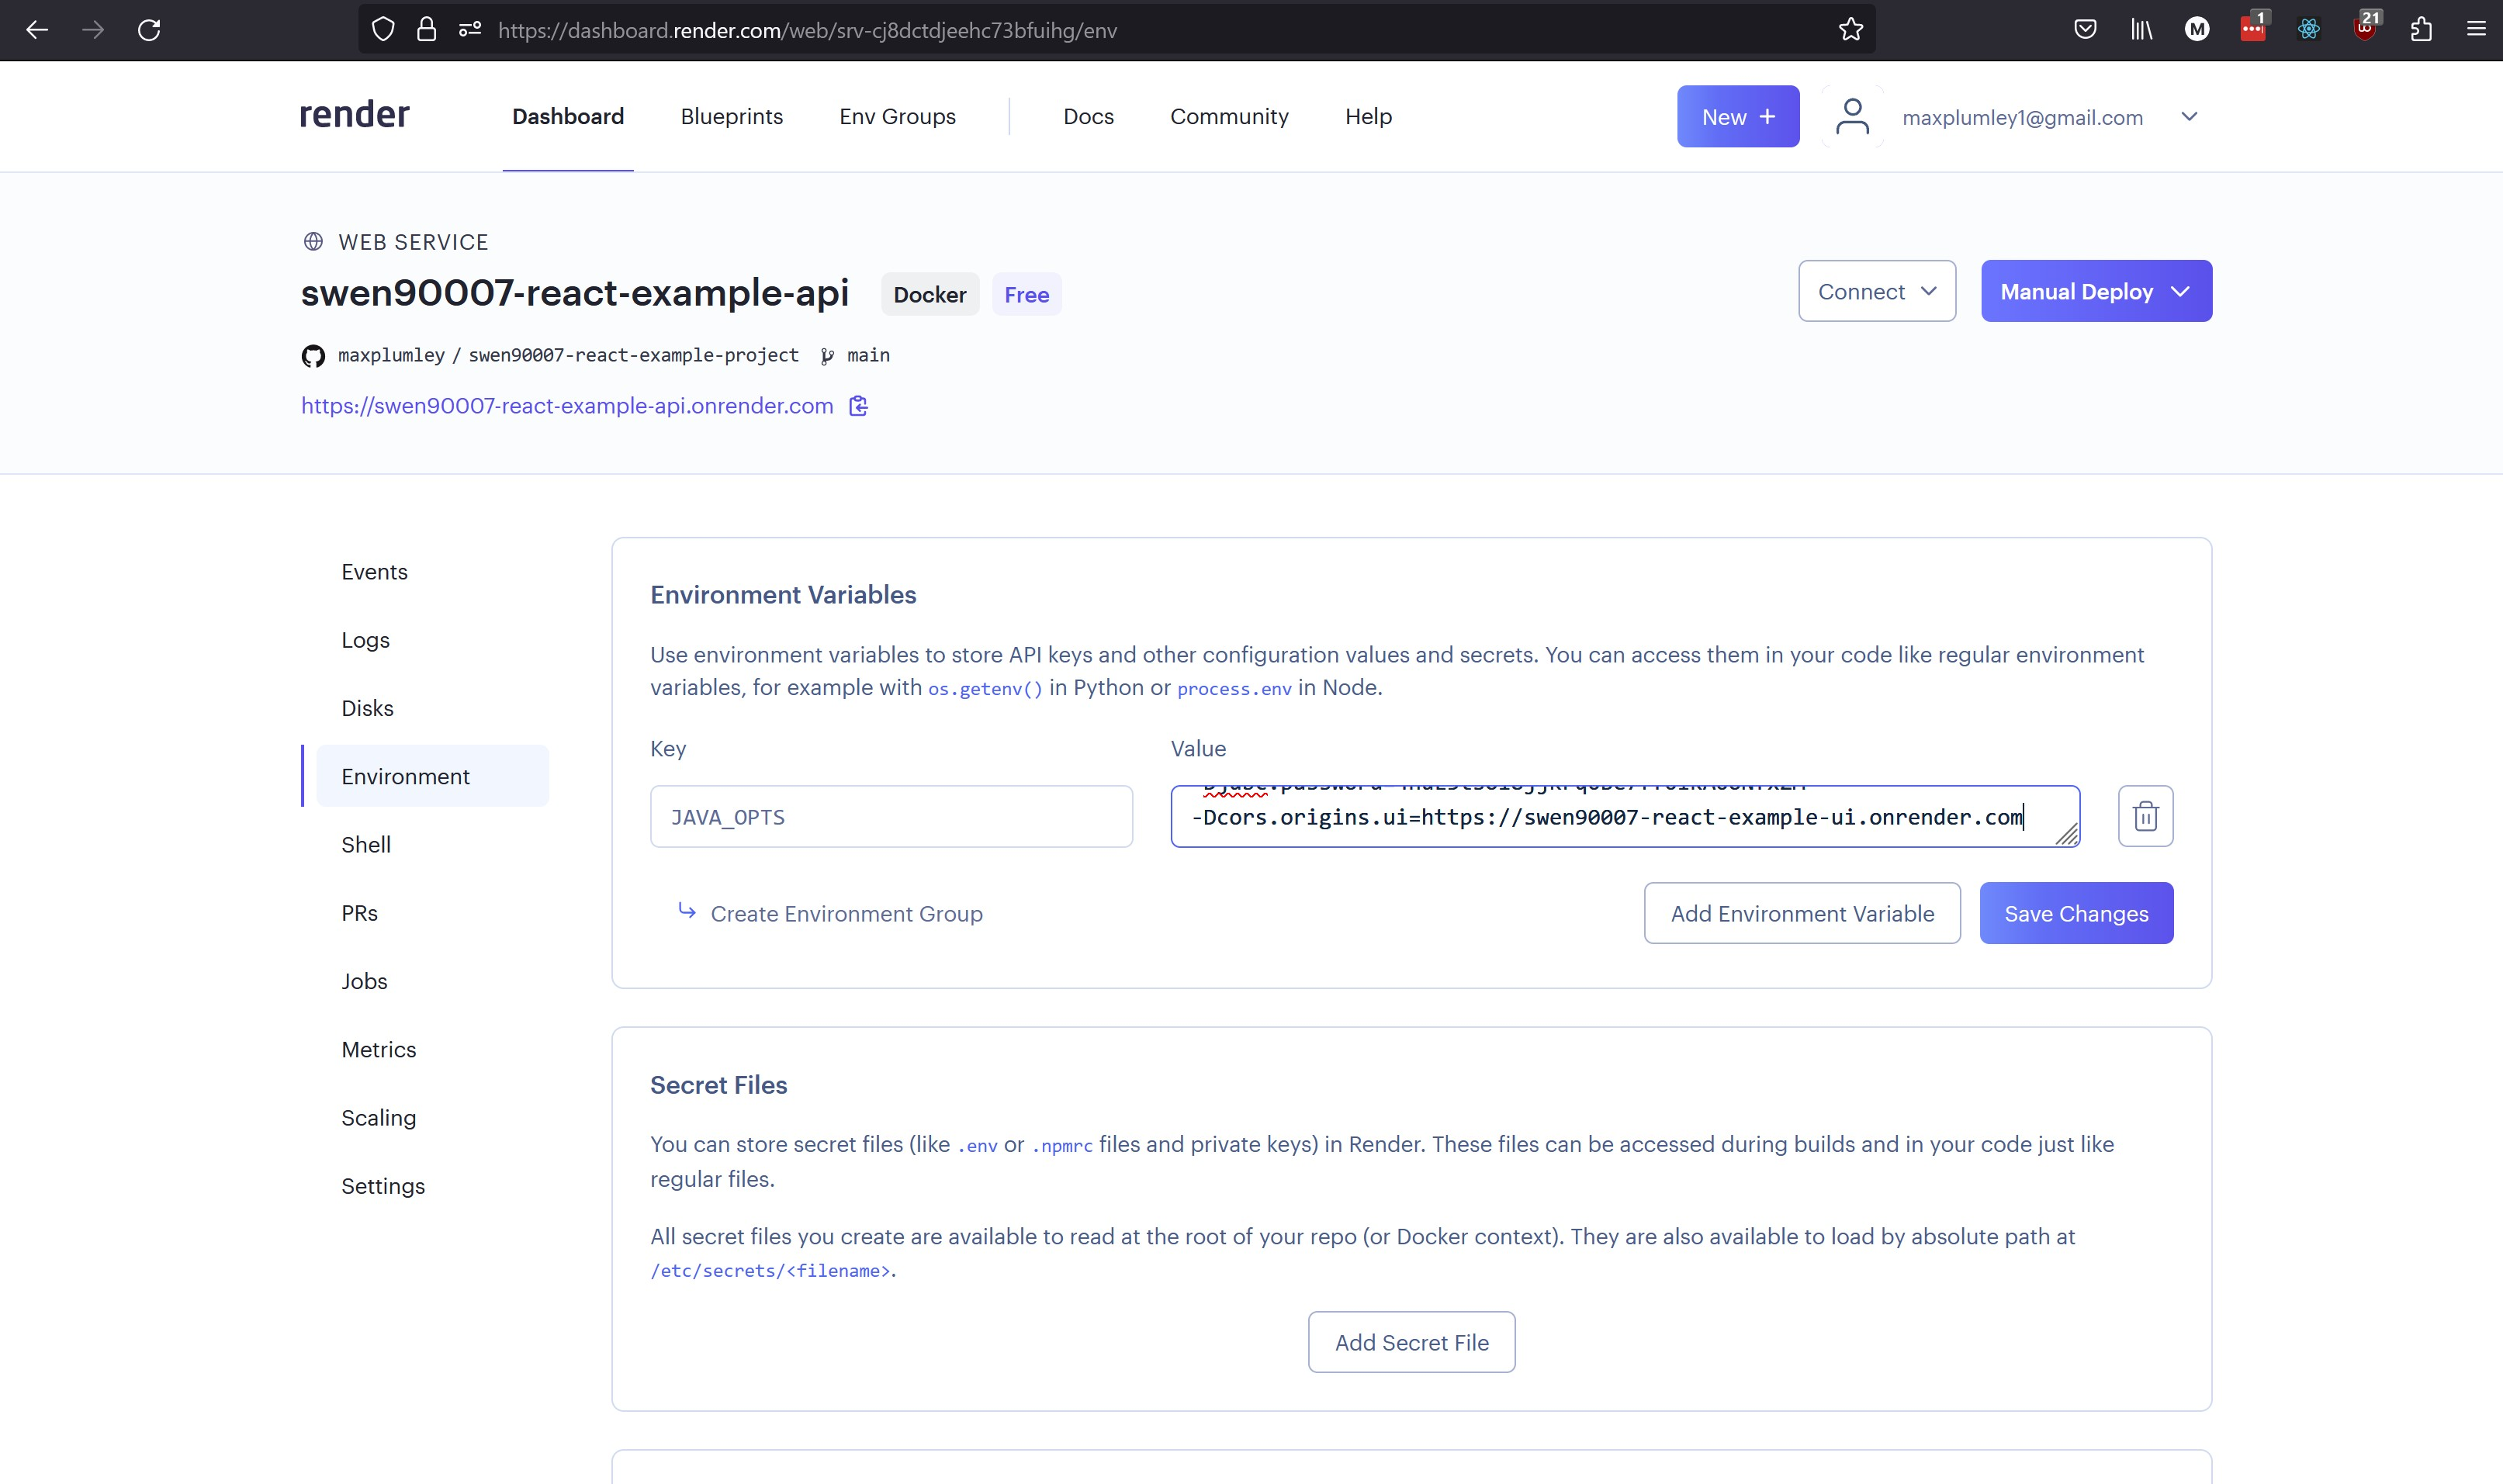 https://dashboard.render.com/web/srv-cj8dctdjeehc73bfuihg/env
M
1
21
render
Dashboard
Blueprints
Env Groups
Docs
Community
Help
New +
maxplumley1@gmail.com
WEB SERVICE
swen90007-react-example-api
Docker
Free
Connect
Manual Deploy
maxplumley / swen90007-react-example-project
main
https://swen90007-react-example-api.onrender.com
Events
Logs
Disks
Environment
Shell
PRs
Jobs
Metrics
Scaling
Settings
Environment Variables
Use environment variables to store API keys and other configuration values and secrets. You can access them in your code like regular environment
variables, for example with os.getenv() in Python or process.env in Node.
Key
Value
JAVA_OPTS
-Dcors.origins.ui=https://swen90007-react-example-ui.onrender.com
Create Environment Group
Add Environment Variable
Save Changes
Secret Files
You can store secret files (like .env or .npmrc files and private keys) in Render. These files can be accessed during builds and in your code just like
regular files.
All secret files you create are available to read at the root of your repo (or Docker context). They are also available to load by absolute path at
/etc/secrets/<filename>.
Add Secret File